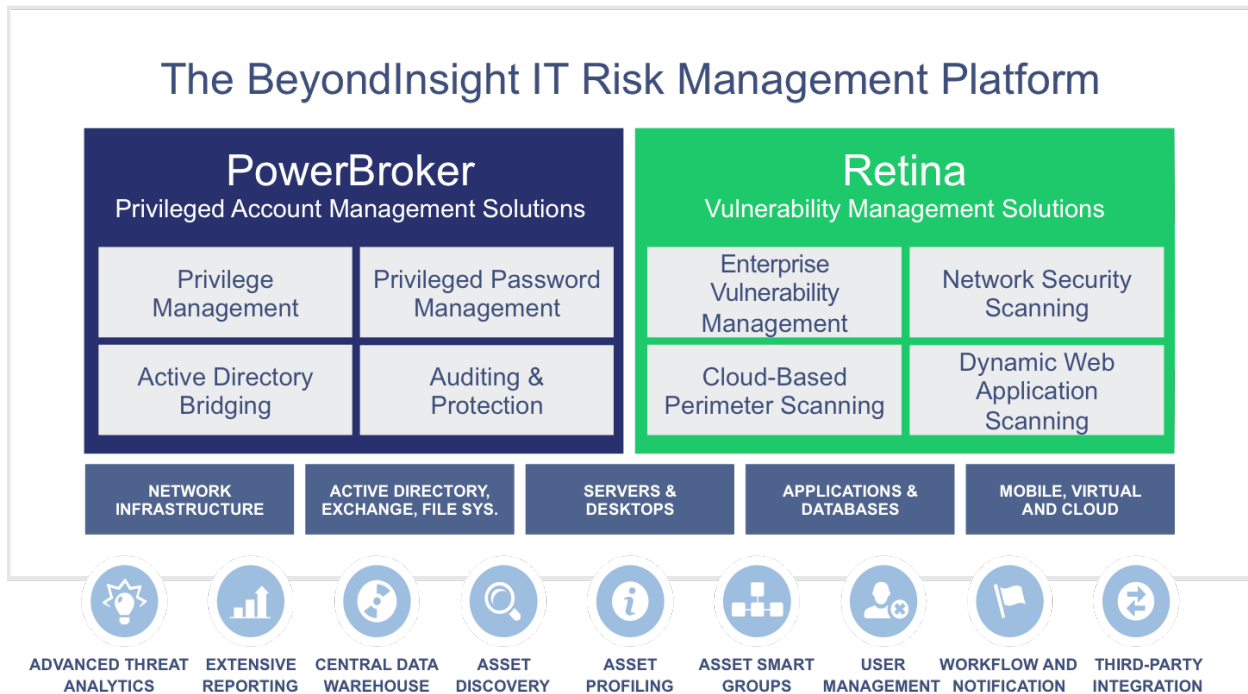 The BeyondInsight IT Risk Management Platform
PowerBroker
Privileged Account Management Solutions
Privilege
Management
Privileged Password
Management
Active Directory
Bridging
Auditing &
Protection
Retina
Vulnerability Management Solutions
Enterprise
Vulnerability
Management
Network Security
Scanning
Cloud-Based
Perimeter Scanning
Dynamic Web
Application
Scanning
NETWORK
INFRASTRUCTURE
ACTIVE DIRECTORY,
EXCHANGE, FILE SYS.
SERVERS &
DESKTOPS
APPLICATIONS &
DATABASES
MOBILE, VIRTUAL
AND CLOUD
ADVANCED THREAT
ANALYTICS
EXTENSIVE
REPORTING
CENTRAL DATA
WAREHOUSE
ASSET
DISCOVERY
ASSET
PROFILING
ASSET SMART
GROUPS
USER
MANAGEMENT
WORKFLOW AND
NOTIFICATION
THIRD-PARTY
INTEGRATION